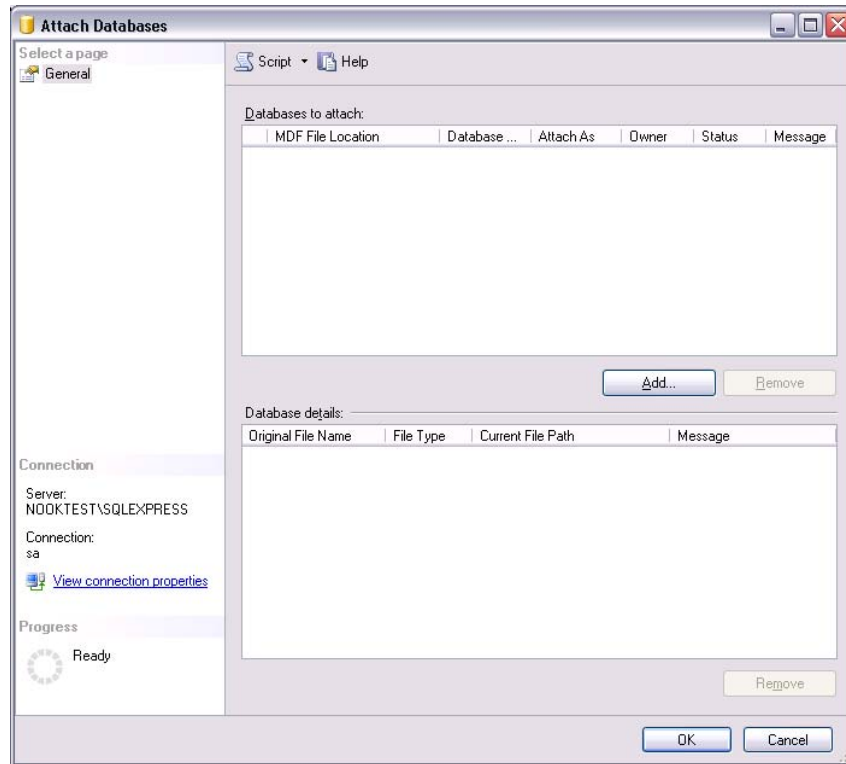 Attach Databases
Select a page
General
Script Help
Databases to attach:
MDF File Location Database ... Attach As Owner Status Message
Add... Remove
Database details:
Original File Name File Type Current File Path Message
Connection
Server:
NOOKTEST\SQLEXPRESS
Connection:
sa
View connection properties
Progress
Ready
Remove
OK Cancel